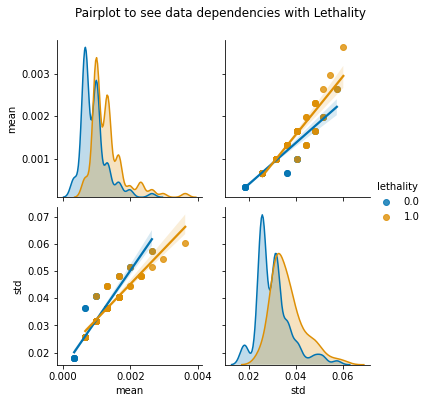 Pairplot to see data dependencies with Lethality
0.003
0.002
0.001
mean
lethality
0.0
1.0
0.07
0.06
0.05
0.04
0.03
0.02
std
0.000 0.002 0.004
mean
0.02 0.04 0.06
std